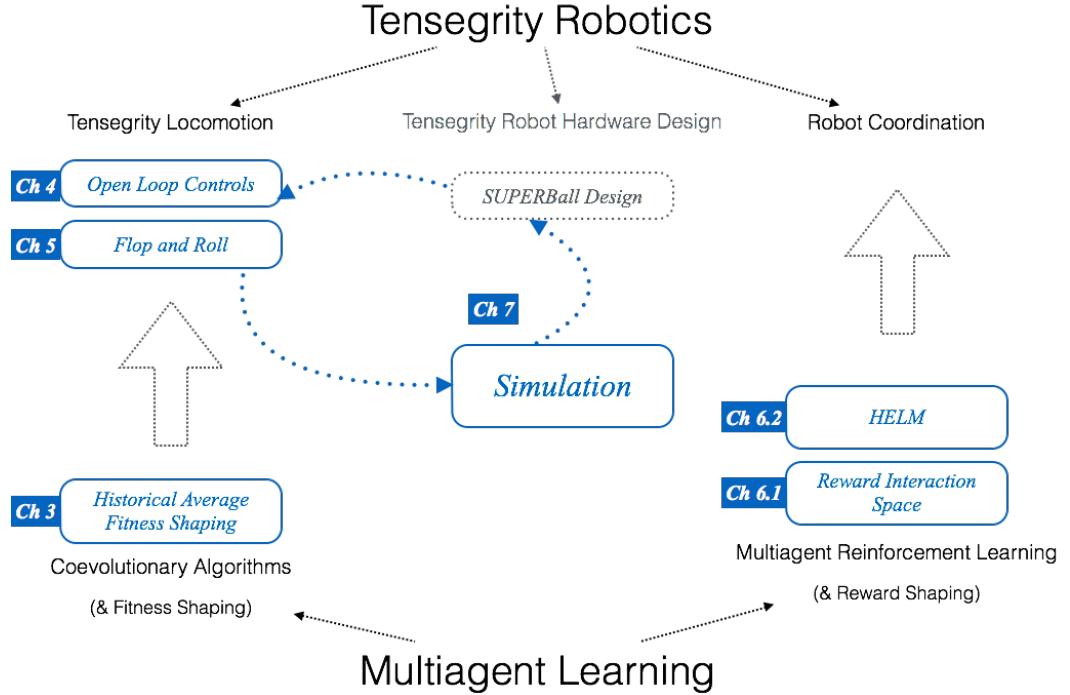 Tensegrity Robotics
Tensegrity Locomotion
Tensegrity Robot Hardware Design
Robot Coordination
Ch 4
Open Loop Controls
SUPERBall Design
Ch 5
Flop and Roll
Ch 7
Simulation
Ch 6.2
HELM
Ch 3
Historical Average
Fitness Shaping
Ch 6.1
Reward Interaction
Space
Coevolutionary Algorithms
(& Fitness Shaping)
Multiagent Reinforcement Learning
(& Reward Shaping)
Multiagent Learning